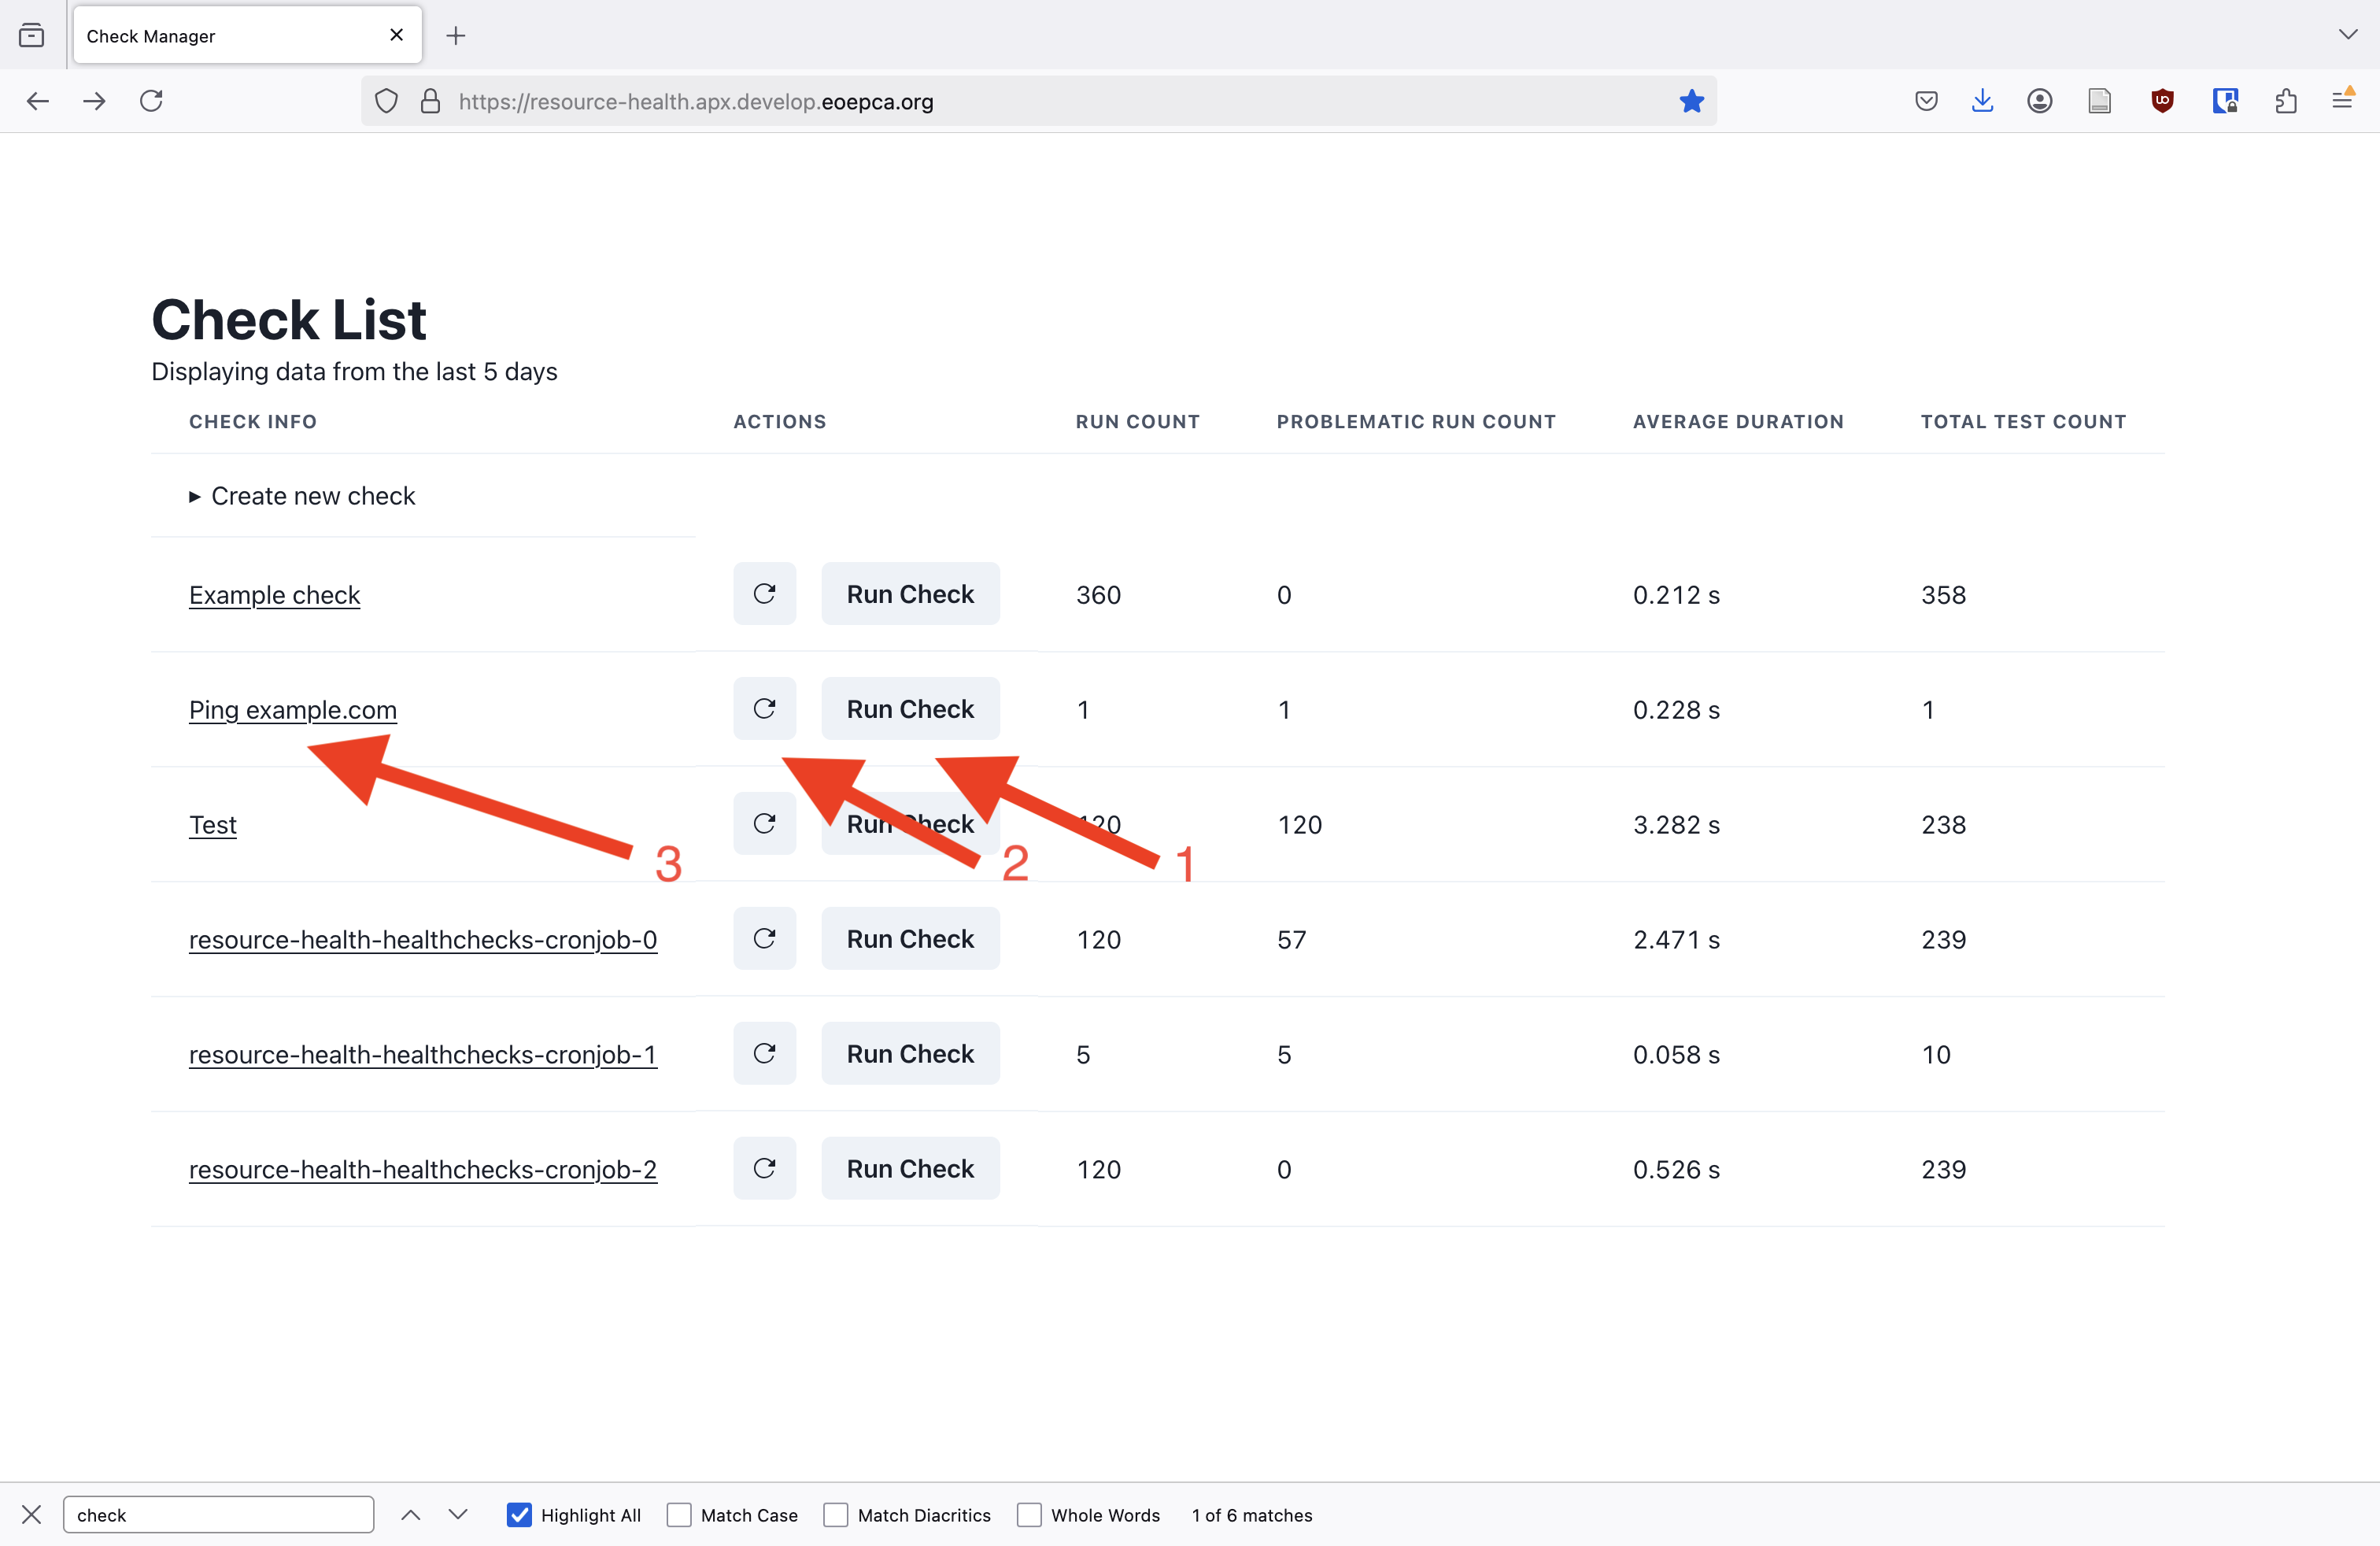 Check Manager
https://resource-health.apx.develop.eoepca.org
Check List
Displaying data from the last 5 days
CHECK INFO ACTIONS RUN COUNT PROBLEMATIC RUN COUNT AVERAGE DURATION TOTAL TEST COUNT
Create new check
Example check Run Check 360 0 0.212 s 358
Ping example.com Run Check 1 1 0.228 s 1
Test Run Check 120 120 3.282 s 238
3 2 1
resource-health-healthchecks-cronjob-0 Run Check 120 57 2.471 s 239
resource-health-healthchecks-cronjob-1 Run Check 5 5 0.058 s 10
resource-health-healthchecks-cronjob-2 Run Check 120 0 0.526 s 239
check Highlight All Match Case Match Diacritics Whole Words 1 of 6 matches